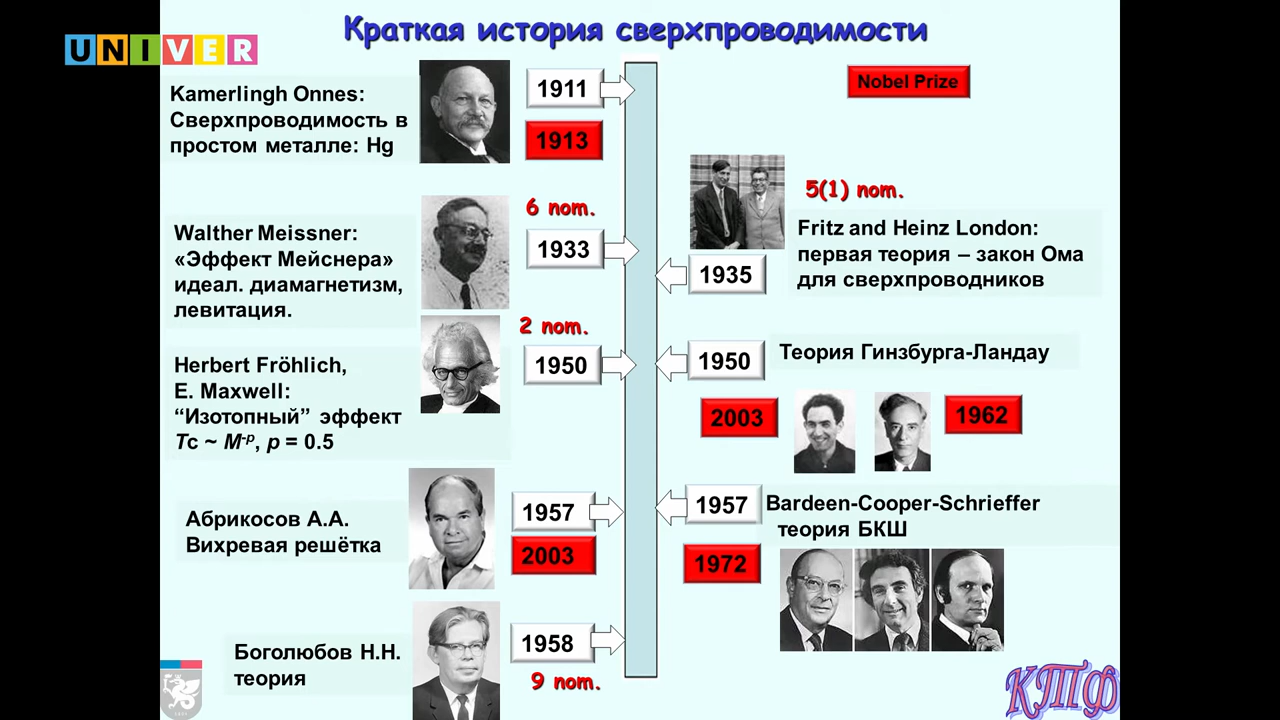 Краткая история сверхпроводимости
UNIVER
Kamerlingh Onnes:
Сверхпроводимость в
простом металле: Hg
1911
1913
Nobel Prize
Walther Meissner:
«Эффект Мейснера»
идеал. диамагнетизм,
левитация.
6 nom.
1933
5(1) nom.
Fritz and Heinz London:
первая теория – закон Ома
для сверхпроводников
1935
Herbert Fröhlich,
E. Maxwell:
“Изотопный” эффект
Tc ~ M-p, p = 0.5
2 nom.
1950
1950
Теория Гинзбурга-Ландау
2003
1962
Абрикосов А.А.
Вихревая решётка
1957
2003
1957
Bardeen-Cooper-Schrieffer
теория БКШ
1972
Боголюбов Н.Н.
теория
1958
9 nom.
КТФ